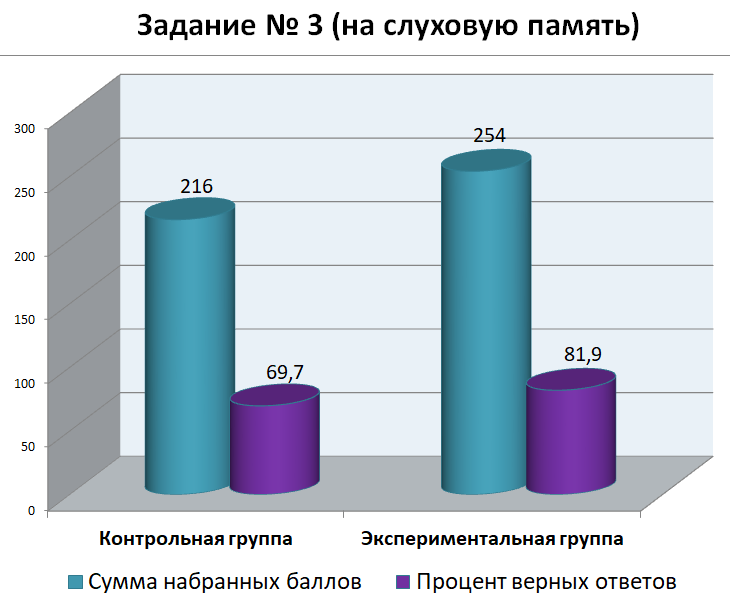 Задание № 3 (на слуховую память)
300
250
200
150
100
50
0
216
69,7
254
81,9
Контрольная группа
Экспериментальная группа
Сумма набранных баллов
Процент верных ответов